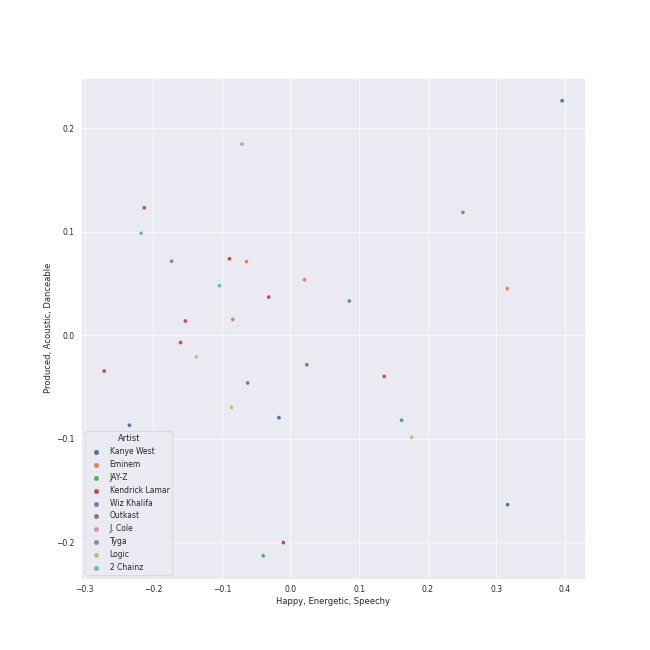 0.2
0.1
0.0
−0.1
−0.2
Produced, Acoustic, Danceable
Artist
Kanye West
Eminem
JAY-Z
Kendrick Lamar
Wiz Khalifa
Outkast
J. Cole
Tyga
Logic
2 Chainz
−0.3 −0.2 −0.1 0.0 0.1 0.2 0.3 0.4
Happy, Energetic, Speechy